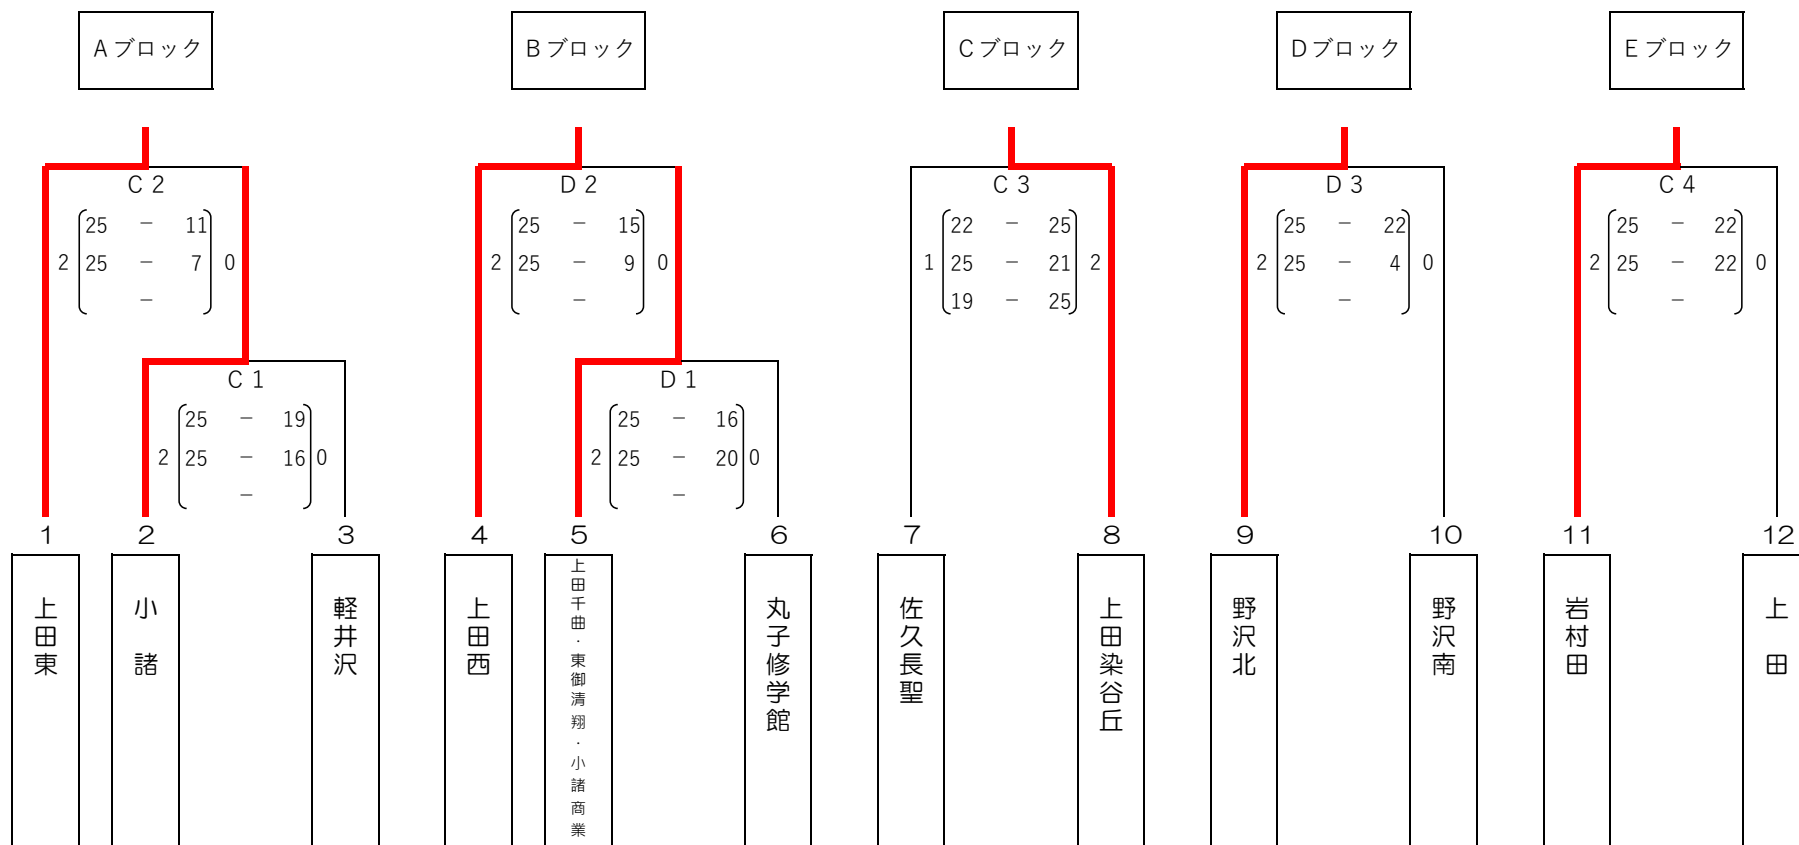 Aブロック
Bブロック
Cブロック
Dブロック
Eブロック
C2
D2
C3
D3
C4
25 − 11
25 − 15
22 − 25
25 − 22
25 − 22
2 25 − 7 0
2 25 − 9 0
1 25 − 21 2
2 25 − 4 0
2 25 − 22 0
−
−
19 − 25
−
−
C1
D1
25 − 19
25 − 16
2 25 − 16 0
2 25 − 20 0
−
−
1
2
3
4
5
6
7
8
9
10
11
12
上田東
小諸
軽井沢
上田西
上田千曲・東御清翔・小諸商業
丸子修学館
佐久長聖
上田染谷丘
野沢北
野沢南
岩村田
上田